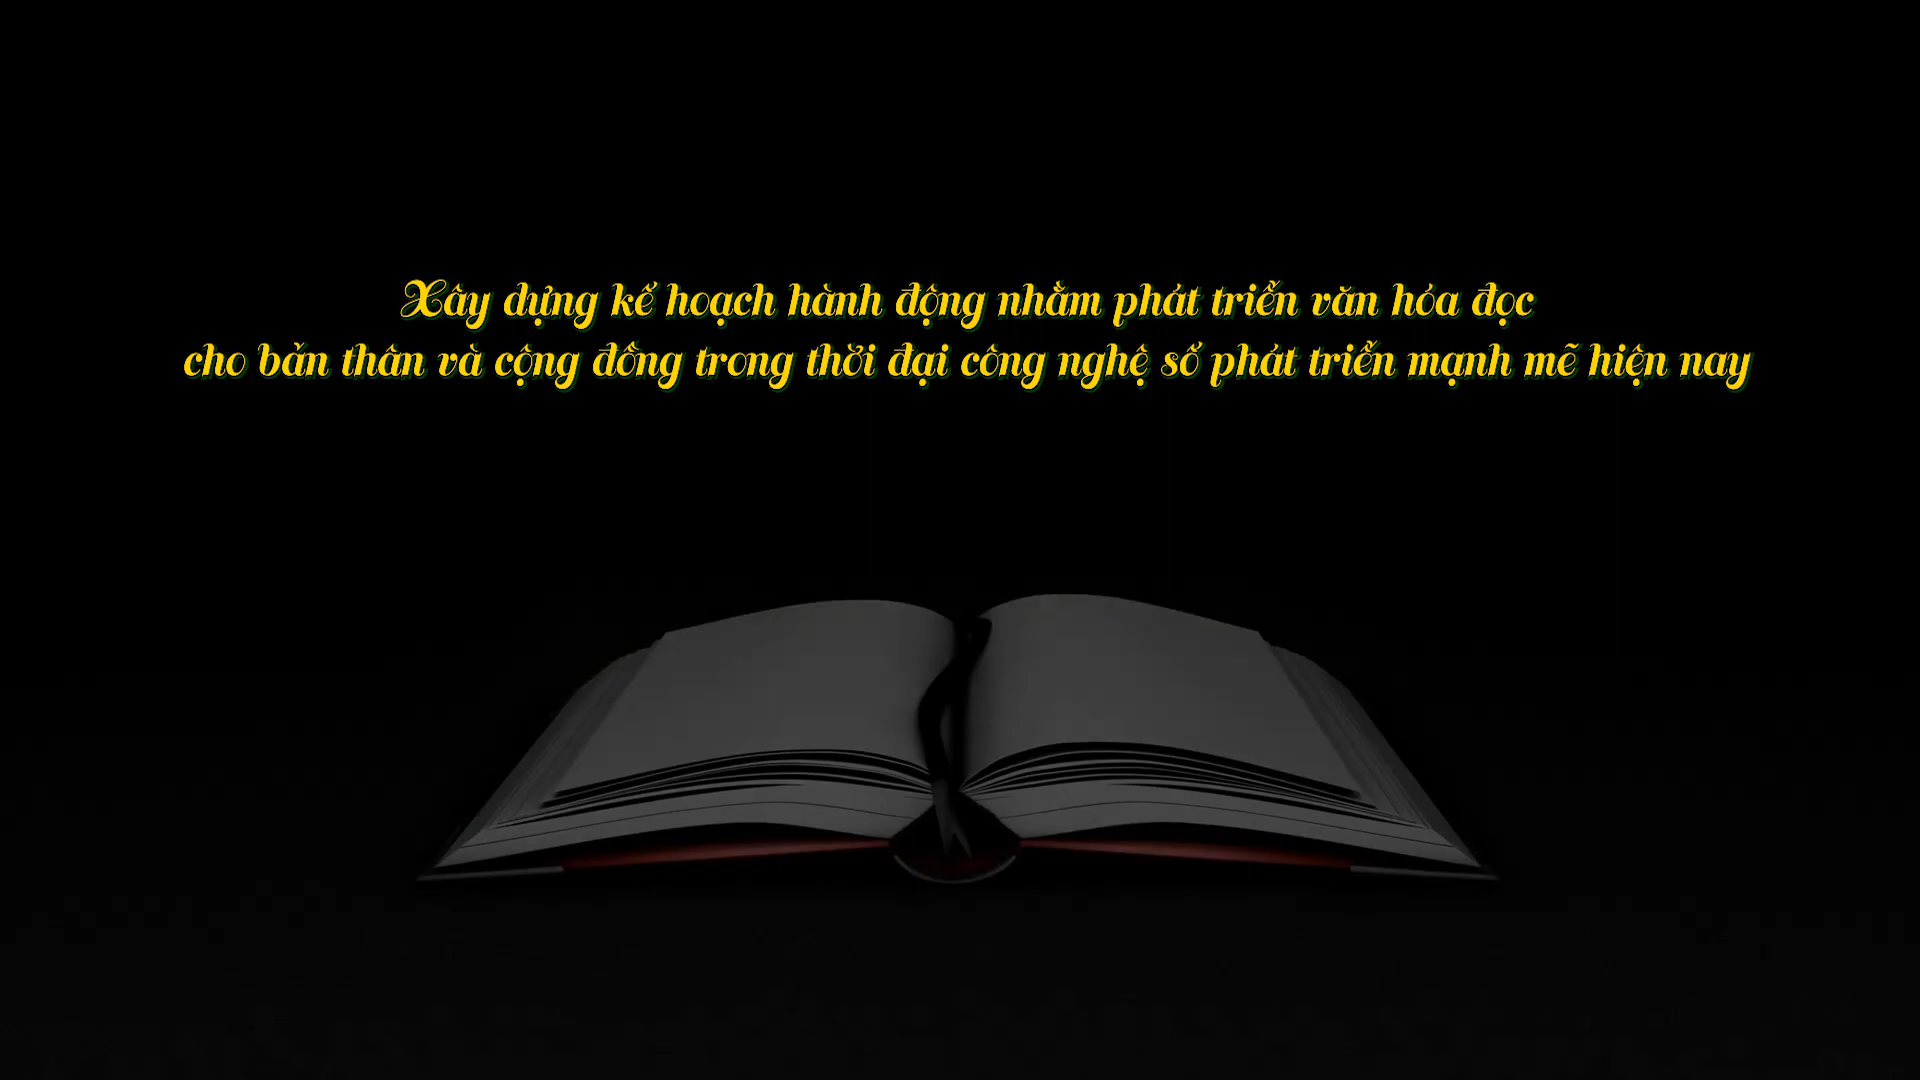 Xây dựng kế hoạch hành động nhằm phát triển văn hóa đọc
cho bản thân và cộng đồng trong thời đại công nghệ số phát triển mạnh mẽ hiện nay